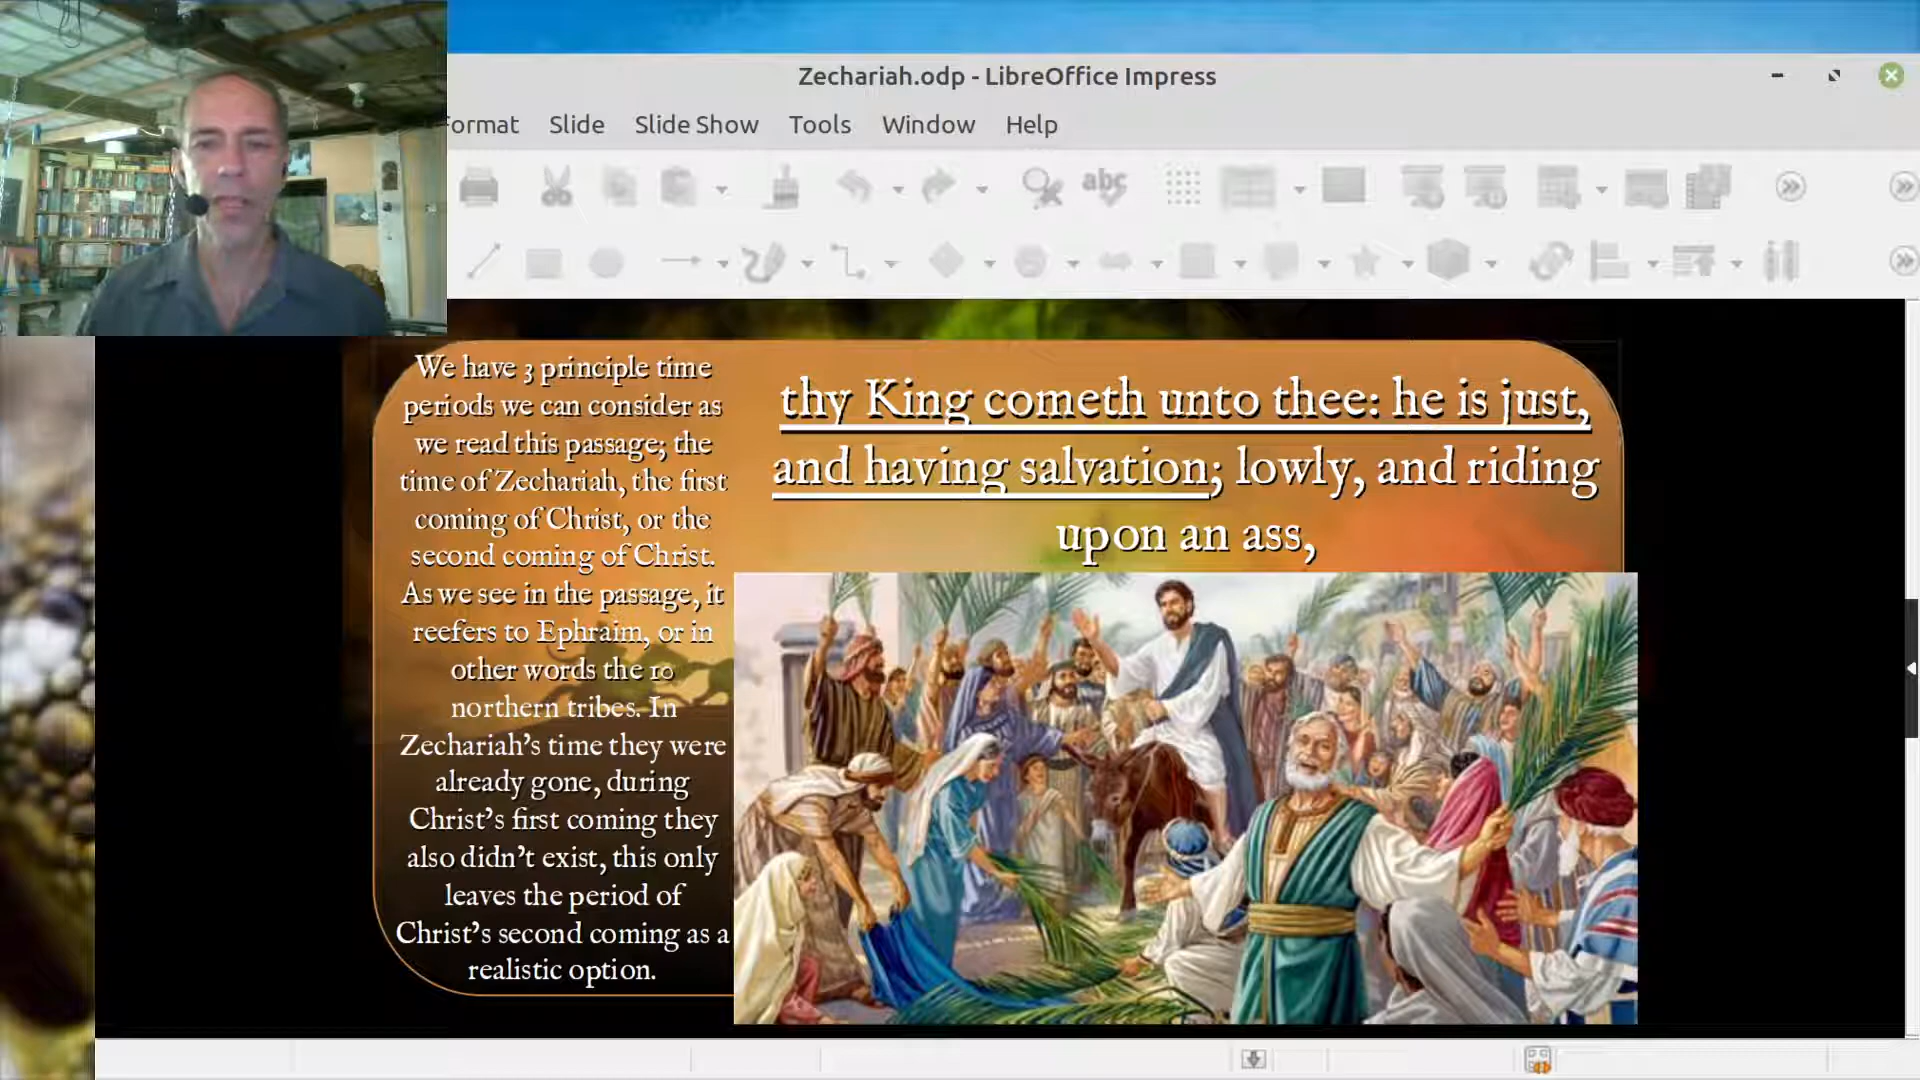 Zechariah.odp - LibreOffice Impress
Format Slide Slide Show Tools Window Help
abc
We have 3 principle time
periods we can consider as
we read this passage; the
time of Zechariah, the first
coming of Christ, or the
second coming of Christ.
As we see in the passage, it
reefers to Ephraim, or in
other words the 10
northern tribes. In
Zechariah's time they were
already gone, during
Christ's first coming they
also didn't exist, this only
leaves the period of
Christ's second coming as a
realistic option.
thy King cometh unto thee: he is just,
and having salvation; lowly, and riding
upon an ass,